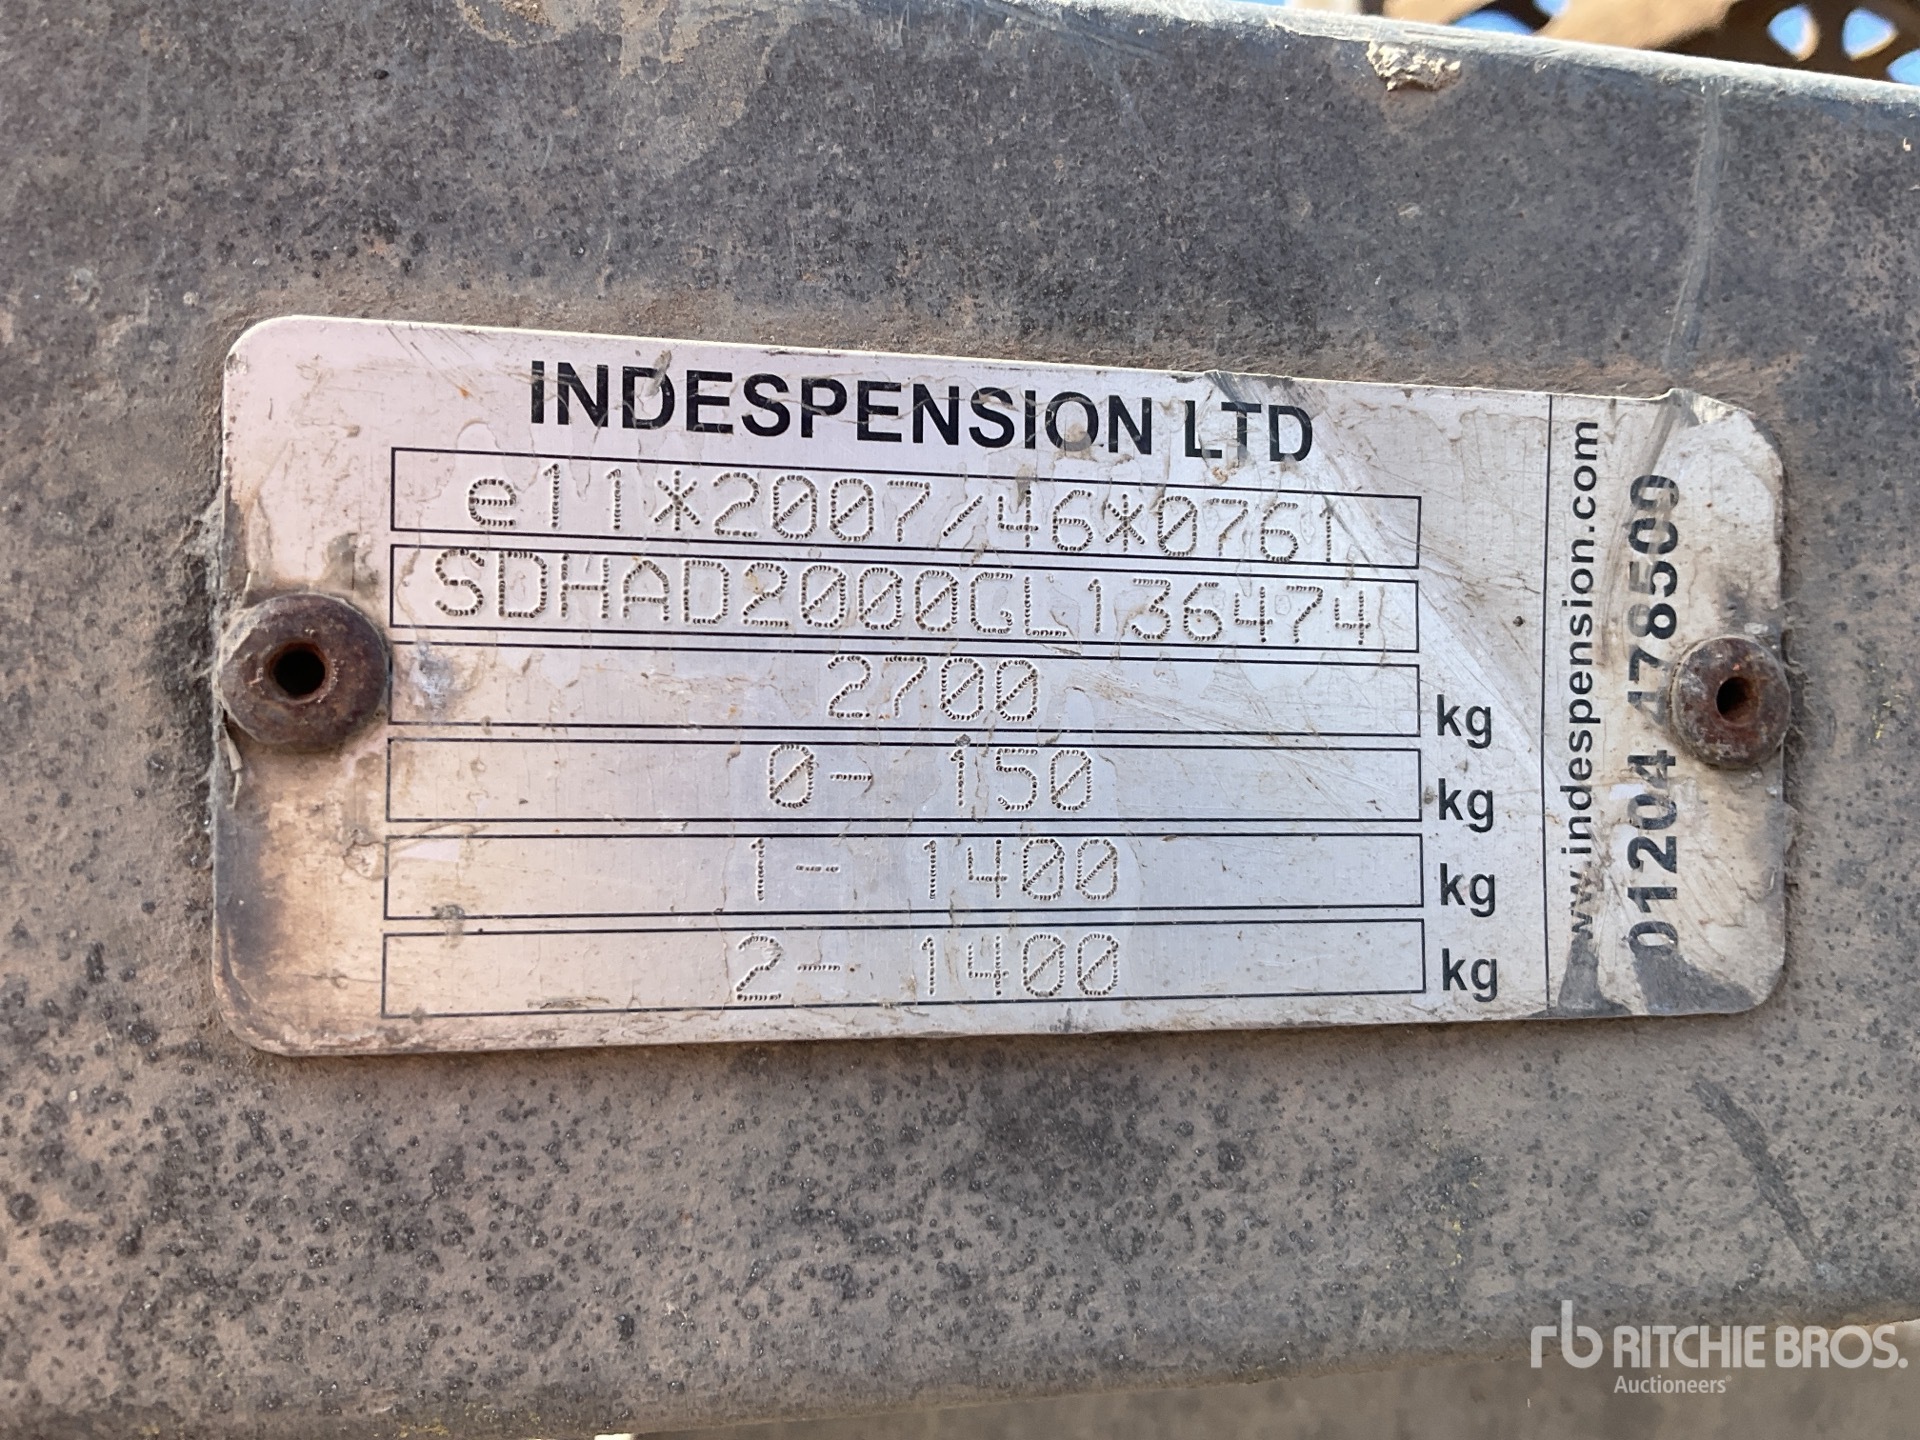 INDESPENSION LTD
e11*2007/46*0761
SDHAD2000GL136474
2700 kg
0- 150 kg
1- 1400 kg
2- 1400 kg
www.indespension.com
01204 478500
rb RITCHIE BROS.
Auctioneers